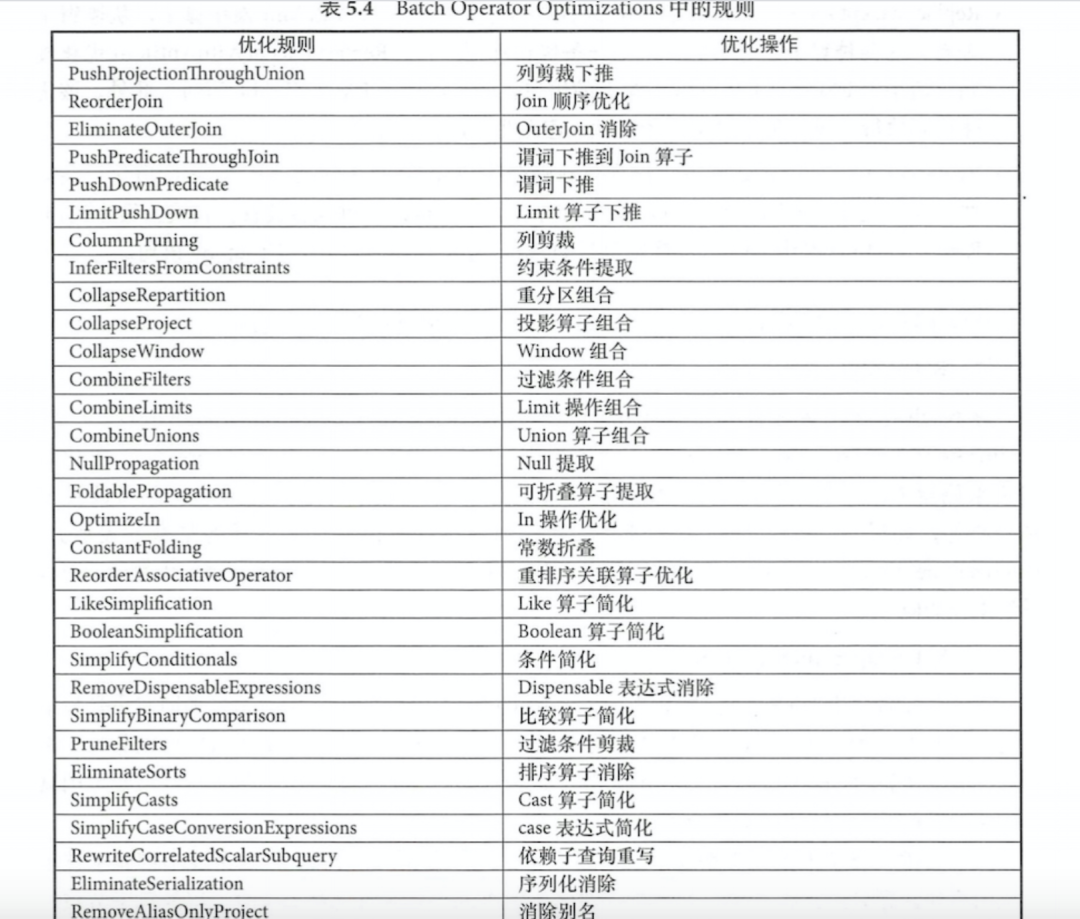 表 5.4 Batch Operator Optimizations 中的规则
优化规则 优化操作
PushProjectionThroughUnion 列剪裁下推
ReorderJoin Join 顺序优化
EliminateOuterJoin OuterJoin 消除
PushPredicateThroughJoin 谓词下推到 Join 算子
PushDownPredicate 谓词下推
LimitPushDown Limit 算子下推
ColumnPruning 列剪裁
InferFiltersFromConstraints 约束条件提取
CollapseRepartition 重分区组合
CollapseProject 投影算子组合
CollapseWindow Window 组合
CombineFilters 过滤条件组合
CombineLimits Limit 操作组合
CombineUnions Union 算子组合
NullPropagation Null 提取
FoldablePropagation 可折叠算子提取
OptimizeIn In 操作优化
ConstantFolding 常数折叠
ReorderAssociativeOperator 重排序关联算子优化
LikeSimplification Like 算子简化
BooleanSimplification Boolean 算子简化
SimplifyConditionals 条件简化
RemoveDispensableExpressions Dispensable 表达式消除
SimplifyBinaryComparison 比较算子简化
PruneFilters 过滤条件剪裁
EliminateSorts 排序算子消除
SimplifyCasts Cast 算子简化
SimplifyCaseConversionExpressions case 表达式简化
RewriteCorrelatedScalarSubquery 依赖子查询重写
EliminateSerialization 序列化消除
RemoveAliasOnlyProject 消除别名